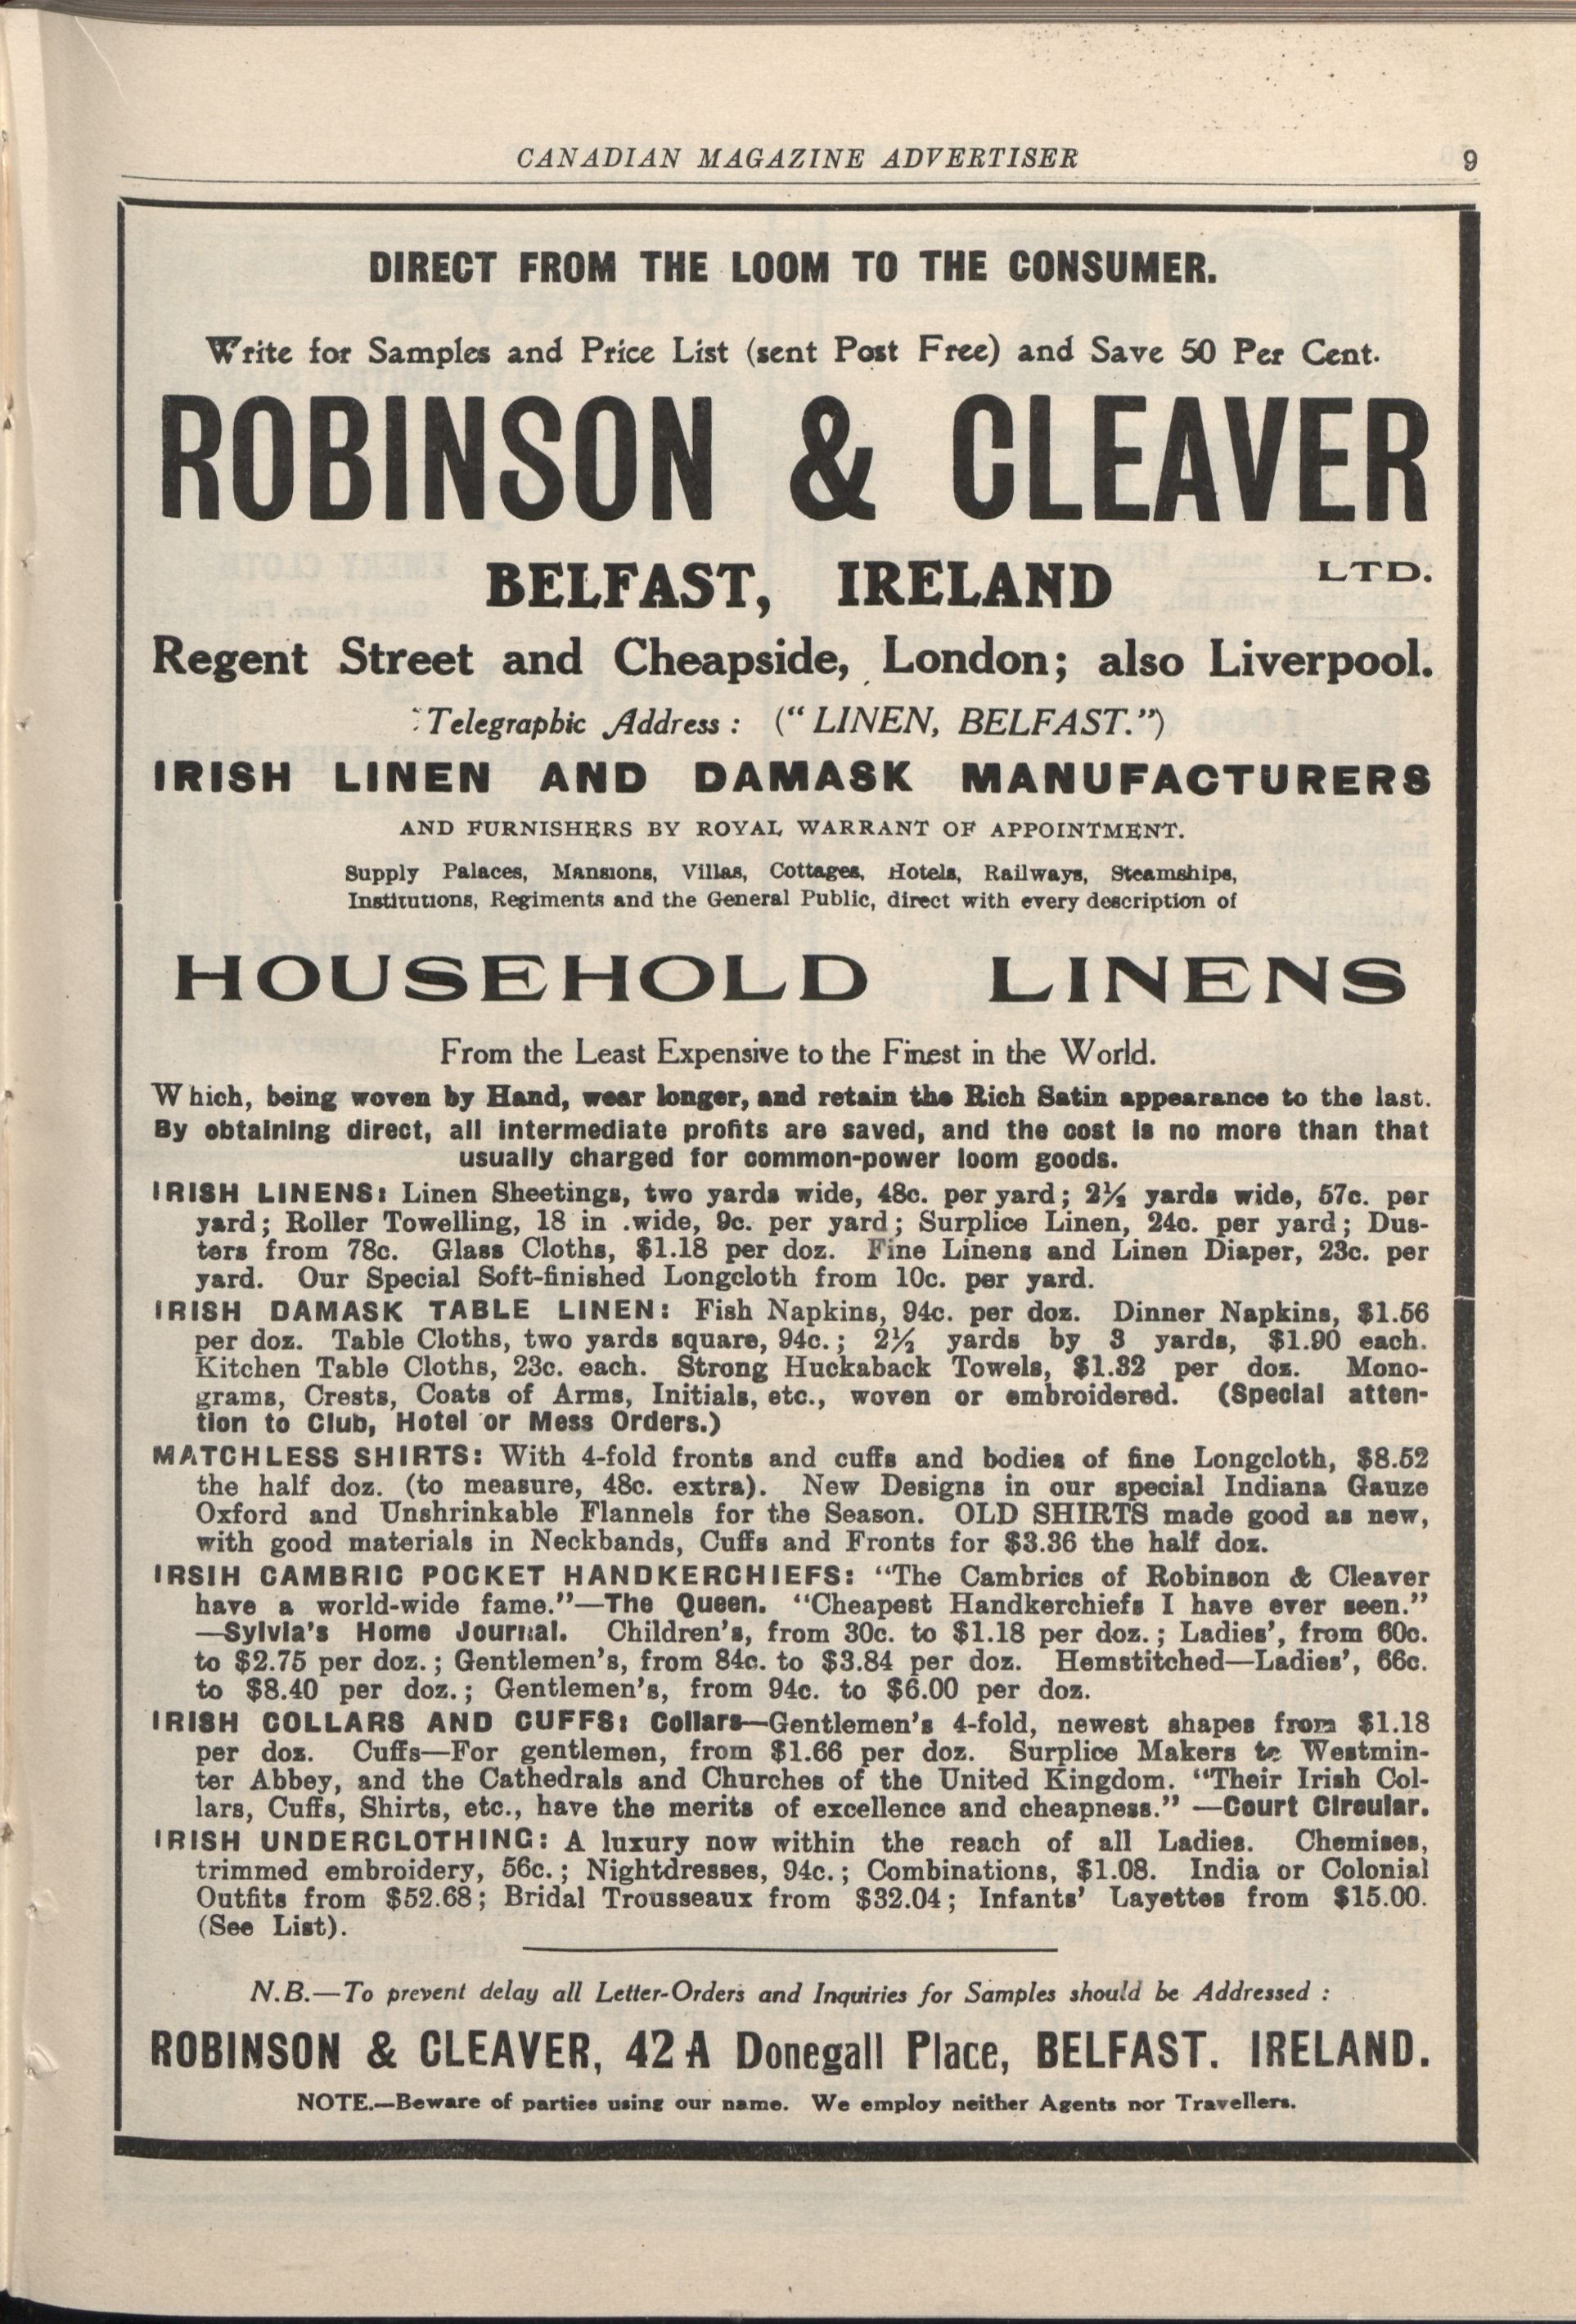 CANADIAN MAGAZINE ADVERTISER 9
DIRECT FROM THE LOOM TO THE CONSUMER.
Write for Samples and Price List (sent Post Free) and Save 50 Per Cent.
ROBINSON & CLEAVER
BELFAST, IRELAND LTD.
Regent Street and Cheapside, London; also Liverpool.
Telegraphic Address: ("LINEN, BELFAST.")
IRISH LINEN AND DAMASK MANUFACTURERS
AND FURNISHERS BY ROYAL WARRANT OF APPOINTMENT.
Supply Palaces, Mansions, Villas, Cottages, Hotels, Railways, Steamships,
Institutions, Regiments and the General Public, direct with every description of
HOUSEHOLD LINENS
From the Least Expensive to the Finest in the World.
Which, being woven by Hand, wear longer, and retain the Rich Satin appearance to the last.
By obtaining direct, all intermediate profits are saved, and the cost is no more than that
usually charged for common-power loom goods.
IRISH LINENS: Linen Sheetings, two yards wide, 48c. per yard; 2½ yards wide, 57c. per
yard; Roller Towelling, 18 in .wide, 9c. per yard; Surplice Linen, 24c. per yard; Dus-
ters from 78c. Glass Cloths, $1.18 per doz. Fine Linens and Linen Diaper, 23c. per
yard. Our Special Soft-finished Longcloth from 10c. per yard.
IRISH DAMASK TABLE LINEN: Fish Napkins, 94c. per doz. Dinner Napkins, $1.56
per doz. Table Cloths, two yards square, 94c.; 2½ yards by 3 yards, $1.90 each.
Kitchen Table Cloths, 23c. each. Strong Huckaback Towels, $1.32 per doz. Mono-
grams, Crests, Coats of Arms, Initials, etc., woven or embroidered. (Special atten-
tion to Club, Hotel or Mess Orders.)
MATCHLESS SHIRTS: With 4-fold fronts and cuffs and bodies of fine Longcloth, $8.52
the half doz. (to measure, 48c. extra). New Designs in our special Indiana Gauze
Oxford and Unshrinkable Flannels for the Season. OLD SHIRTS made good as new,
with good materials in Neckbands, Cuffs and Fronts for $3.36 the half doz.
IRSIH CAMBRIC POCKET HANDKERCHIEFS: "The Cambrics of Robinson & Cleaver
have a world-wide fame."—The Queen. "Cheapest Handkerchiefs I have ever seen."
—Sylvia's Home Journal. Children's, from 30c. to $1.18 per doz.; Ladies', from 60c.
to $2.75 per doz.; Gentlemen's, from 84c. to $3.84 per doz. Hemstitched—Ladies', 66c.
to $8.40 per doz.; Gentlemen's, from 94c. to $6.00 per doz.
IRISH COLLARS AND CUFFS: Collars—Gentlemen's 4-fold, newest shapes from $1.18
per doz. Cuffs—For gentlemen, from $1.66 per doz. Surplice Makers to Westmin-
ter Abbey, and the Cathedrals and Churches of the United Kingdom. "Their Irish Col-
lars, Cuffs, Shirts, etc., have the merits of excellence and cheapness." —Court Circular.
IRISH UNDERCLOTHING: A luxury now within the reach of all Ladies. Chemises,
trimmed embroidery, 56c.; Nightdresses, 94c.; Combinations, $1.08. India or Colonial
Outfits from $52.68; Bridal Trousseaux from $32.04; Infants' Layettes from $15.00.
(See List).
N.B.—To prevent delay all Letter-Orders and Inquiries for Samples should be Addressed:
ROBINSON & CLEAVER, 42 A Donegall Place, BELFAST. IRELAND.
NOTE.—Beware of parties using our name. We employ neither Agents nor Travellers.